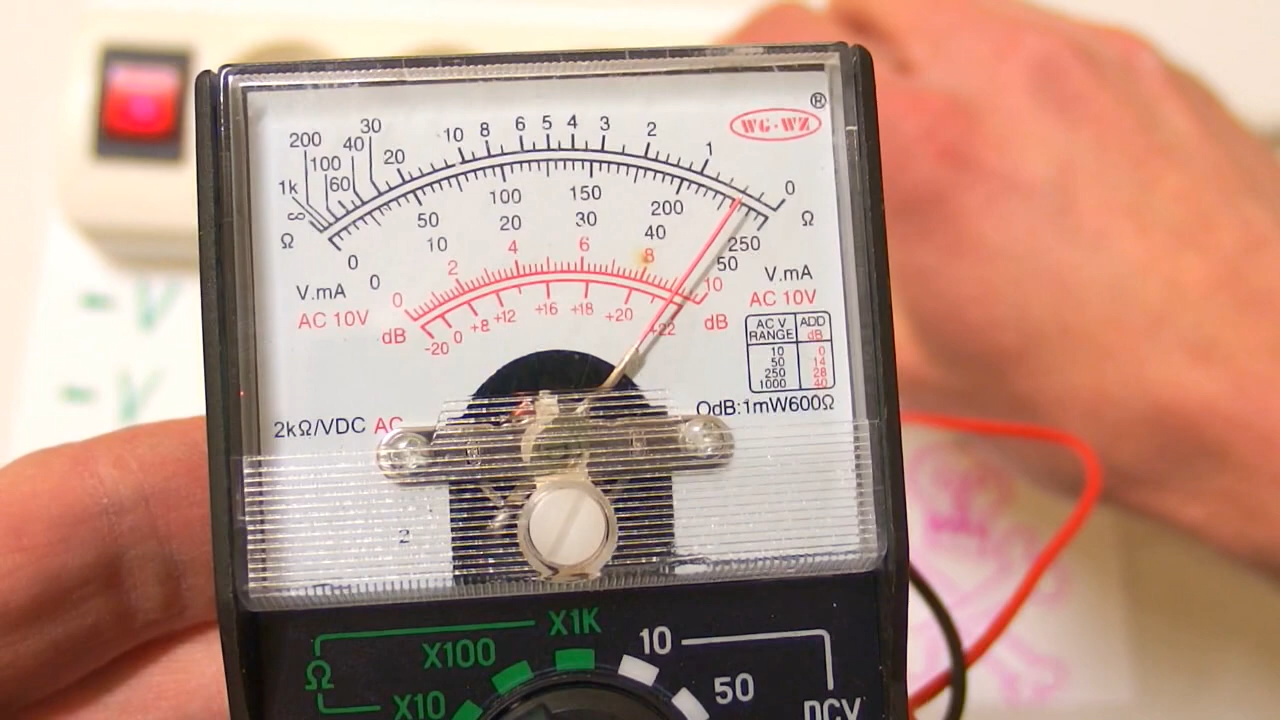 WG·WZ ®
200 100 40 30 20 10 8 6 5 4 3 2 1 0
1k 60
∞
Ω Ω
0 50 100 150 200 250
0 10 20 30 40 50
V.mA V.mA
0 2 4 6 8 10
AC 10V AC 10V
dB -20 0 +8 +12 +16 +18 +20 +22 dB
AC V RANGE ADD dB
10 0
50 14
250 28
1000 40
2kΩ/VDC AC
OdB:1mW600Ω
2
X1K
10
X100
Ω
50
X10
DCV
-V
-V